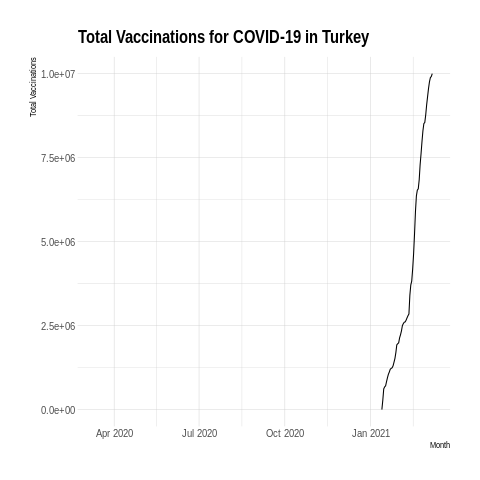 Total Vaccinations for COVID-19 in Turkey
Total Vaccinations
1.0e+07
7.5e+06
5.0e+06
2.5e+06
0.0e+00
Apr 2020
Jul 2020
Oct 2020
Jan 2021
Month